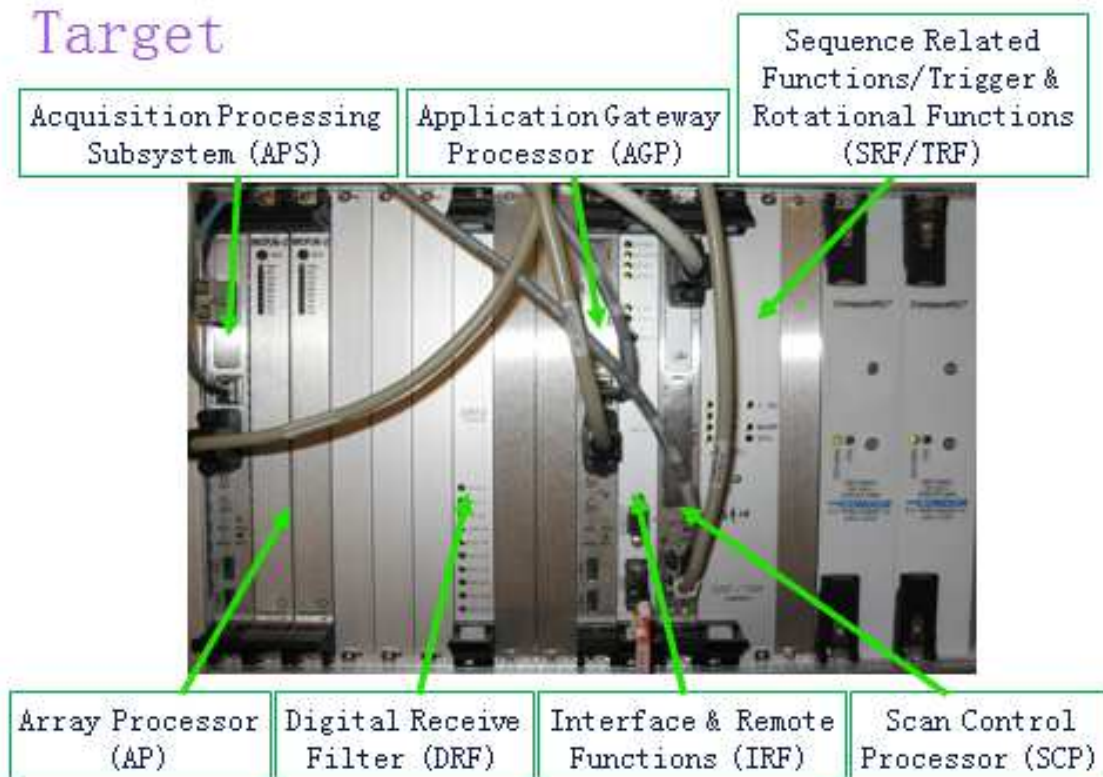 Target
Acquisition Processing
Subsystem (APS)
Application Gateway
Processor (AGP)
Sequence Related
Functions/Trigger &
Rotational Functions
(SRF/TRF)
Array Processor
(AP)
Digital Receive
Filter (DRF)
Interface & Remote
Functions (IRF)
Scan Control
Processor (SCP)